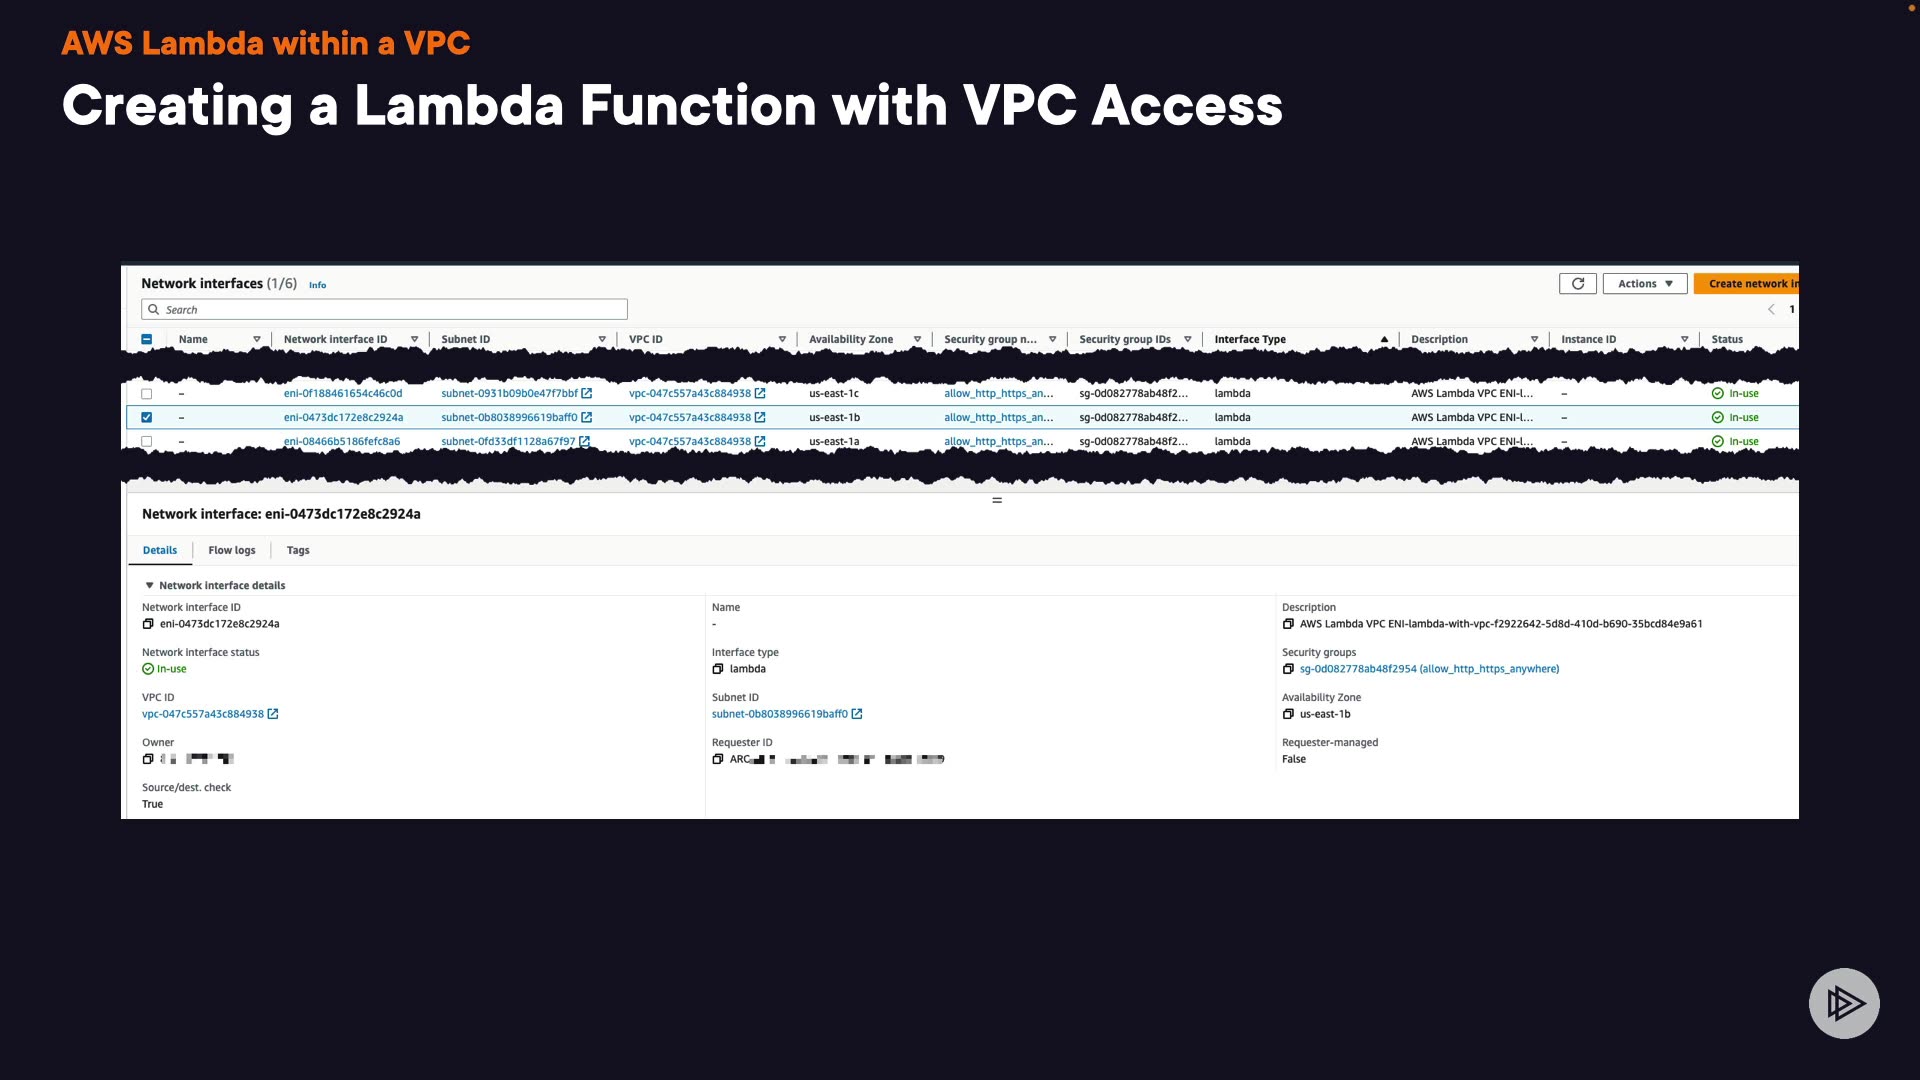 AWS Lambda within a VPC
Creating a Lambda Function with VPC Access
Network interfaces (1/6) Info
Actions Create network in
Search
1
Name Network interface ID Subnet ID VPC ID Availability Zone Security group n... Security group IDs Interface Type Description Instance ID Status
– eni-0f188461654c46c0d subnet-0931b09b0e47f7bbf vpc-047c557a43c884938 us-east-1c allow_http_https_an... sg-0d082778ab48f2... lambda AWS Lambda VPC ENI-l... – In-use
– eni-0473dc172e8c2924a subnet-0b8038996619baff0 vpc-047c557a43c884938 us-east-1b allow_http_https_an... sg-0d082778ab48f2... lambda AWS Lambda VPC ENI-l... – In-use
– eni-08466b5186fefc8a6 subnet-0fd33df1128a67f97 vpc-047c557a43c884938 us-east-1a allow_http_https_an... sg-0d082778ab48f2... lambda AWS Lambda VPC ENI-l... – In-use
Network interface: eni-0473dc172e8c2924a
Details Flow logs Tags
Network interface details
Network interface ID Name Description
eni-0473dc172e8c2924a - AWS Lambda VPC ENI-lambda-with-vpc-f2922642-5d8d-410d-b690-35bcd84e9a61
Network interface status Interface type Security groups
In-use lambda sg-0d082778ab48f2954 (allow_http_https_anywhere)
VPC ID Subnet ID Availability Zone
vpc-047c557a43c884938 subnet-0b8038996619baff0 us-east-1b
Owner Requester ID Requester-managed
False
Source/dest. check
True